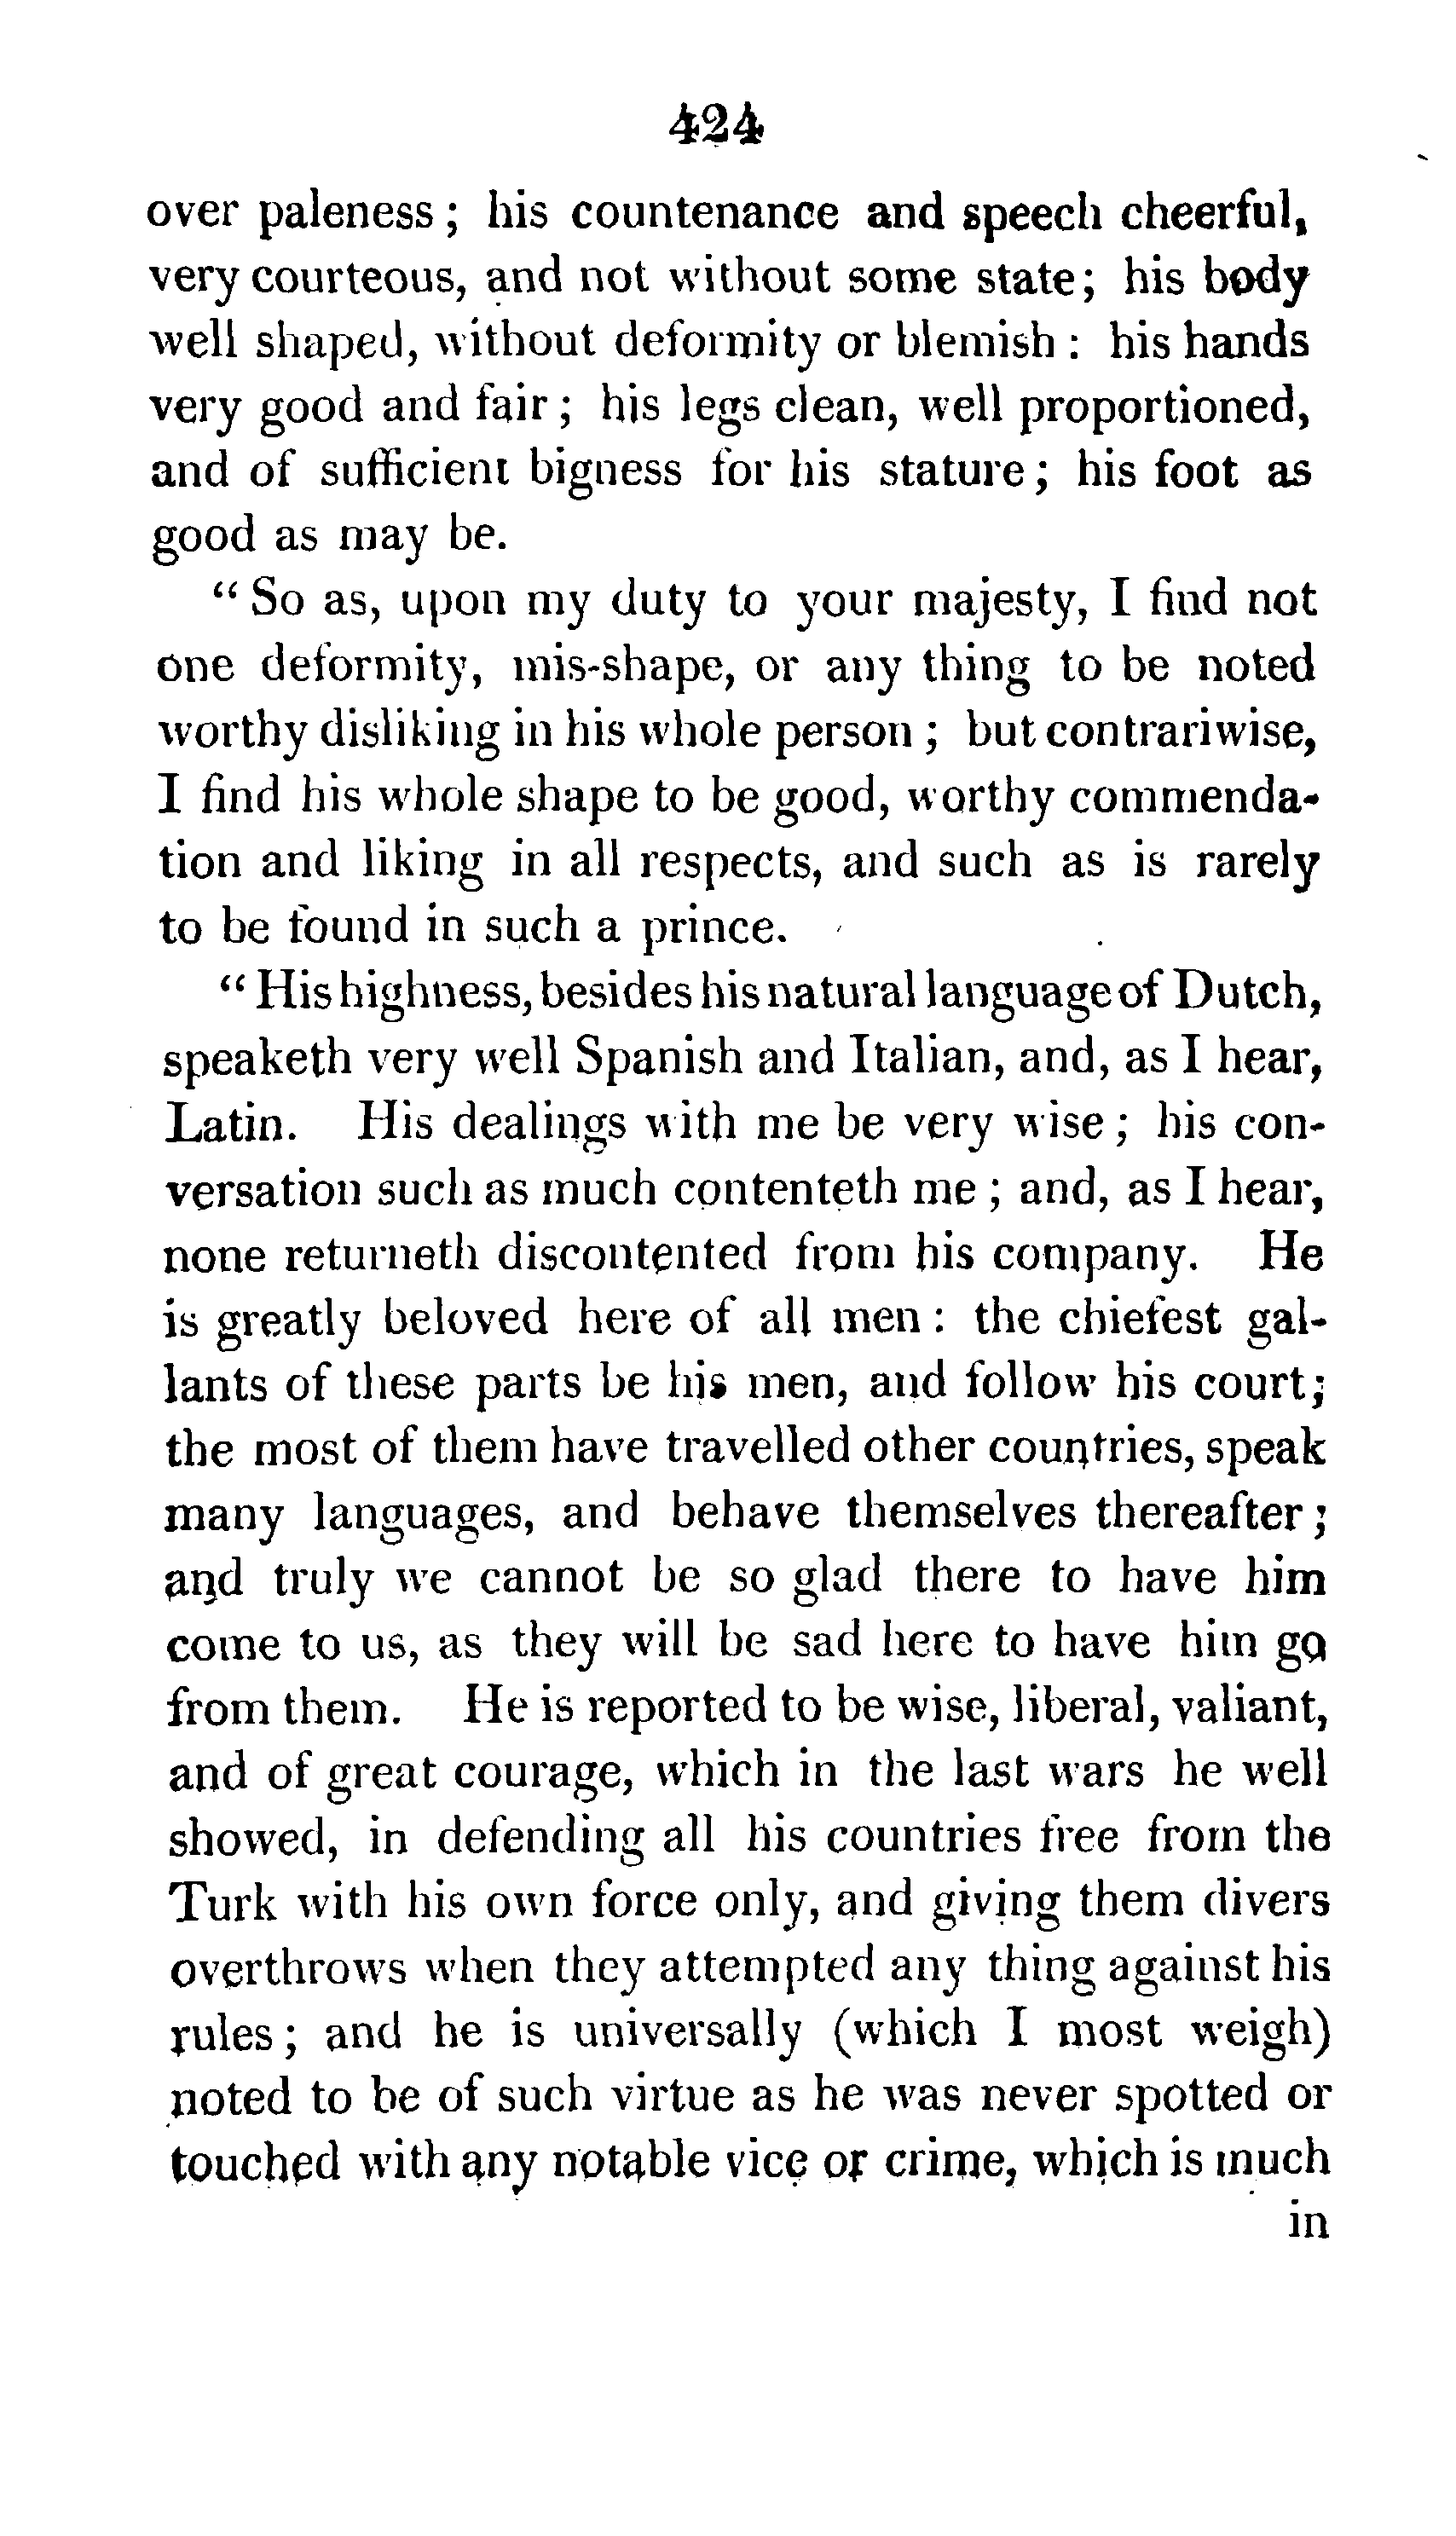 424
over paleness ; his countenance and speech cheerful,
very courteous, and not without some state; his body
well shaped, without deformity or blemish : his hands
very good and fair ; his legs clean, well proportioned,
and of sufficient bigness for his stature ; his foot as
good as may be.
“ So as, upon my duty to your majesty, I find not
one deformity, mis-shape, or any thing to be noted
worthy disliking in his whole person ; but contrariwise,
I find his whole shape to be good, worthy commenda-
tion and liking in all respects, and such as is rarely
to be found in such a prince.
“ His highness, besides his natural language of Dutch,
speaketh very well Spanish and Italian, and, as I hear,
Latin. His dealings with me be very wise ; his con-
versation such as much contenteth me ; and, as I hear,
none returneth discontented from his company. He
is greatly beloved here of all men : the chiefest gal-
lants of these parts be his men, and follow his court;
the most of them have travelled other countries, speak
many languages, and behave themselves thereafter ;
and truly we cannot be so glad there to have him
come to us, as they will be sad here to have him go
from them. He is reported to be wise, liberal, valiant,
and of great courage, which in the last wars he well
showed, in defending all his countries free from the
Turk with his own force only, and giving them divers
overthrows when they attempted any thing against his
rules ; and he is universally (which I most weigh)
noted to be of such virtue as he was never spotted or
touched with any notable vice or crime, which is much
in